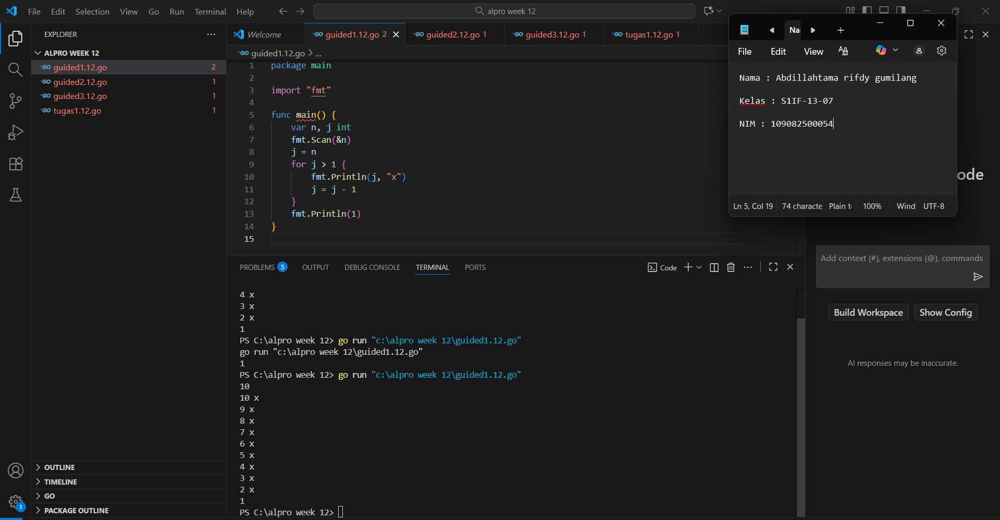 File Edit Selection View Go Run Terminal Help
alpro week 12
EXPLORER
ALPRO WEEK 12
guided1.12.go 2
guided2.12.go 1
guided3.12.go 1
tugas1.12.go 1
OUTLINE
TIMELINE
GO
PACKAGE OUTLINE
1
Welcome
guided1.12.go 2
guided2.12.go 1
guided3.12.go 1
tugas1.12.go 1
guided1.12.go > ...
1 package main
2
3 import "fmt"
4
5 func main() {
6 var n, j int
7 fmt.Scan(&n)
8 j = n
9 for j > 1 {
10 fmt.Println(j, "x")
11 j = j - 1
12 }
13 fmt.Println(1)
14 }
15
PROBLEMS 5 OUTPUT DEBUG CONSOLE TERMINAL PORTS
Code
4 x
3 x
2 x
1
PS C:\alpro week 12> go run "c:\alpro week 12\guided1.12.go"
go run "c:\alpro week 12\guided1.12.go"
1
PS C:\alpro week 12> go run "c:\alpro week 12\guided1.12.go"
10
10 x
9 x
8 x
7 x
6 x
5 x
4 x
3 x
2 x
1
PS C:\alpro week 12>
Na
File Edit View
Nama : Abdillahtama rifdy gumilang
Kelas : S1IF-13-07
NIM : 109082500054
Ln 5, Col 19 74 characte Plain t 100% Wind UTF-8
ode
Add context (#), extensions (@), commands
Build Workspace Show Config
AI responses may be inaccurate.